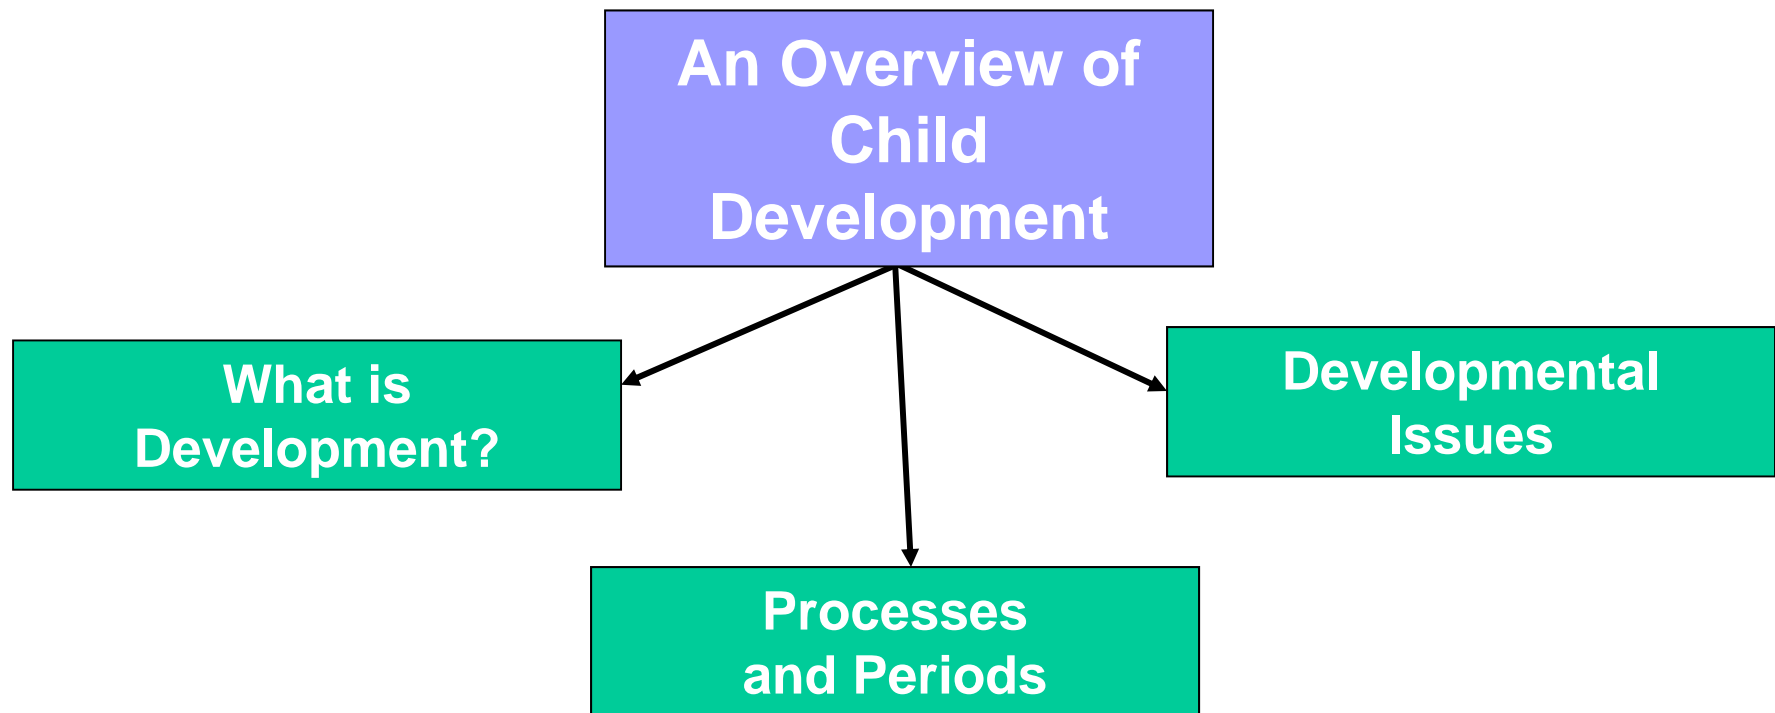 An Overview of
Child
Development
What is
Development?
Developmental
Issues
Processes
and Periods